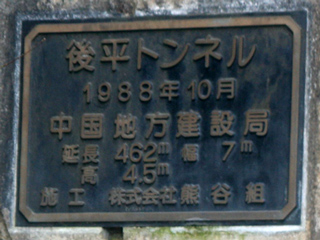 後平トンネル
1988年10月
中国地方建設局
延長 462m 幅 7m
高 4.5m
施工 株式会社熊谷組